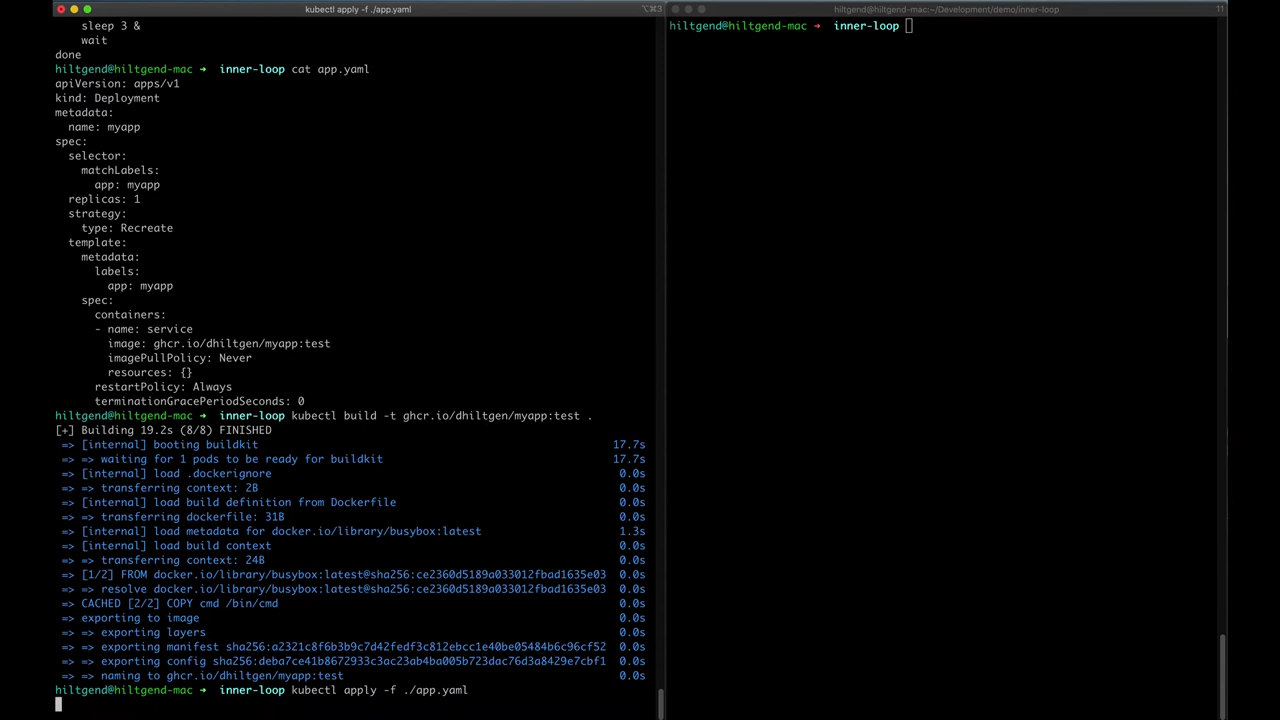 kubectl apply -f ./app.yaml
⌥⌘3
    sleep 3 &
    wait
done
hiltgend@hiltgend-mac ➜  inner-loop cat app.yaml
apiVersion: apps/v1
kind: Deployment
metadata:
  name: myapp
spec:
  selector:
    matchLabels:
      app: myapp
  replicas: 1
  strategy:
    type: Recreate
  template:
    metadata:
      labels:
        app: myapp
    spec:
      containers:
      - name: service
        image: ghcr.io/dhiltgen/myapp:test
        imagePullPolicy: Never
        resources: {}
      restartPolicy: Always
      terminationGracePeriodSeconds: 0
hiltgend@hiltgend-mac ➜  inner-loop kubectl build -t ghcr.io/dhiltgen/myapp:test .
[+] Building 19.2s (8/8) FINISHED
 => [internal] booting buildkit 17.7s
 => => waiting for 1 pods to be ready for buildkit 17.7s
 => [internal] load .dockerignore 0.0s
 => => transferring context: 2B 0.0s
 => [internal] load build definition from Dockerfile 0.0s
 => => transferring dockerfile: 31B 0.0s
 => [internal] load metadata for docker.io/library/busybox:latest 1.3s
 => [internal] load build context 0.0s
 => => transferring context: 24B 0.0s
 => [1/2] FROM docker.io/library/busybox:latest@sha256:ce2360d5189a033012fbad1635e03 0.0s
 => => resolve docker.io/library/busybox:latest@sha256:ce2360d5189a033012fbad1635e03 0.0s
 => CACHED [2/2] COPY cmd /bin/cmd 0.0s
 => exporting to image 0.0s
 => => exporting layers 0.0s
 => => exporting manifest sha256:a2321c8f6b3b9c7d42fedf3c812ebcc1e40be05484b6c96cf52 0.0s
 => => exporting config sha256:deba7ce41b8672933c3ac23ab4ba005b723dac76d3a8429e7cbf1 0.0s
 => => naming to ghcr.io/dhiltgen/myapp:test 0.0s
hiltgend@hiltgend-mac ➜  inner-loop kubectl apply -f ./app.yaml
hiltgend@hiltgend-mac:~/Development/demo/inner-loop
hiltgend@hiltgend-mac ➜  inner-loop